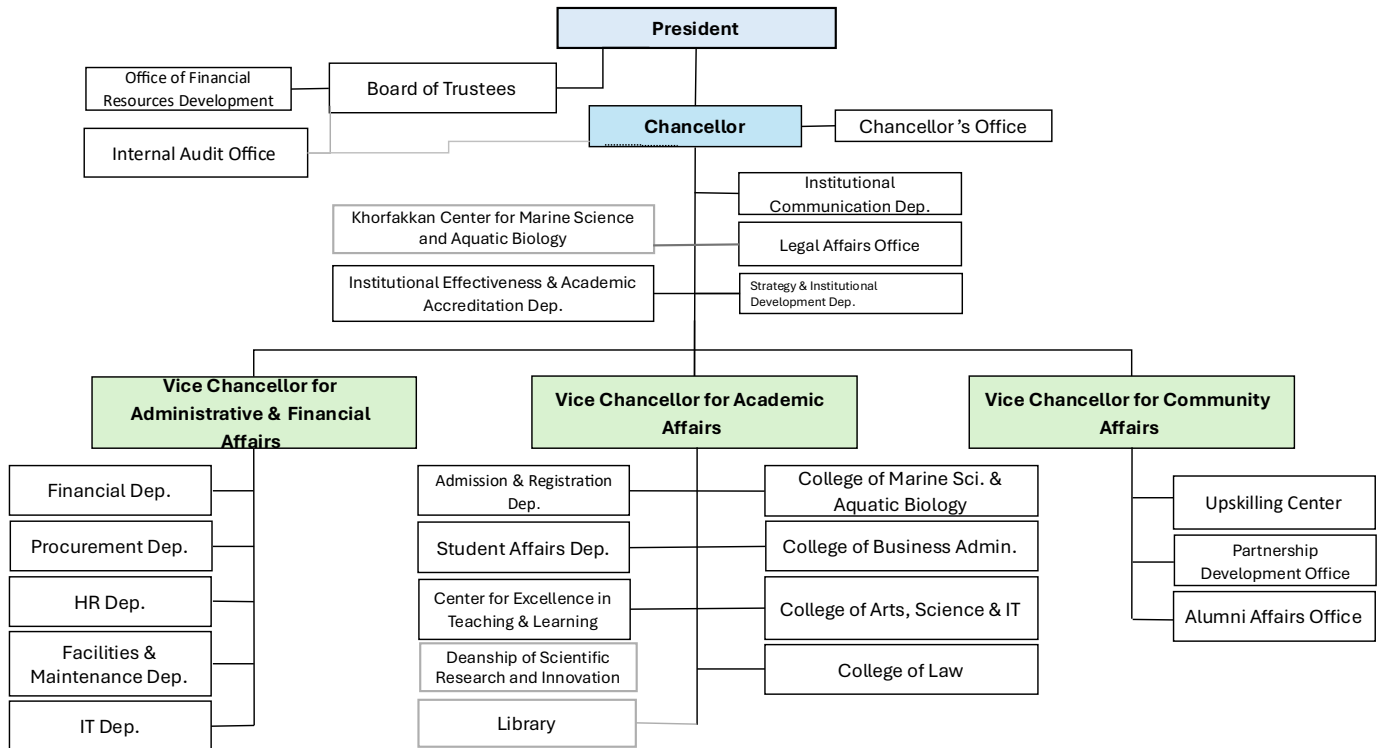 President
Office of Financial
Resources Development
Board of Trustees
Chancellor
Chancellor's Office
Internal Audit Office
Institutional
Communication Dep.
Khorfakkan Center for Marine Science
and Aquatic Biology
Legal Affairs Office
Institutional Effectiveness & Academic
Accreditation Dep.
Strategy & Institutional
Development Dep.
Vice Chancellor for
Administrative & Financial
Affairs
Vice Chancellor for Academic
Affairs
Vice Chancellor for Community
Affairs
Financial Dep.
Procurement Dep.
HR Dep.
Facilities &
Maintenance Dep.
IT Dep.
Admission & Registration
Dep.
Student Affairs Dep.
Center for Excellence in
Teaching & Learning
Deanship of Scientific
Research and Innovation
Library
College of Marine Sci. &
Aquatic Biology
College of Business Admin.
College of Arts, Science & IT
College of Law
Upskilling Center
Partnership
Development Office
Alumni Affairs Office